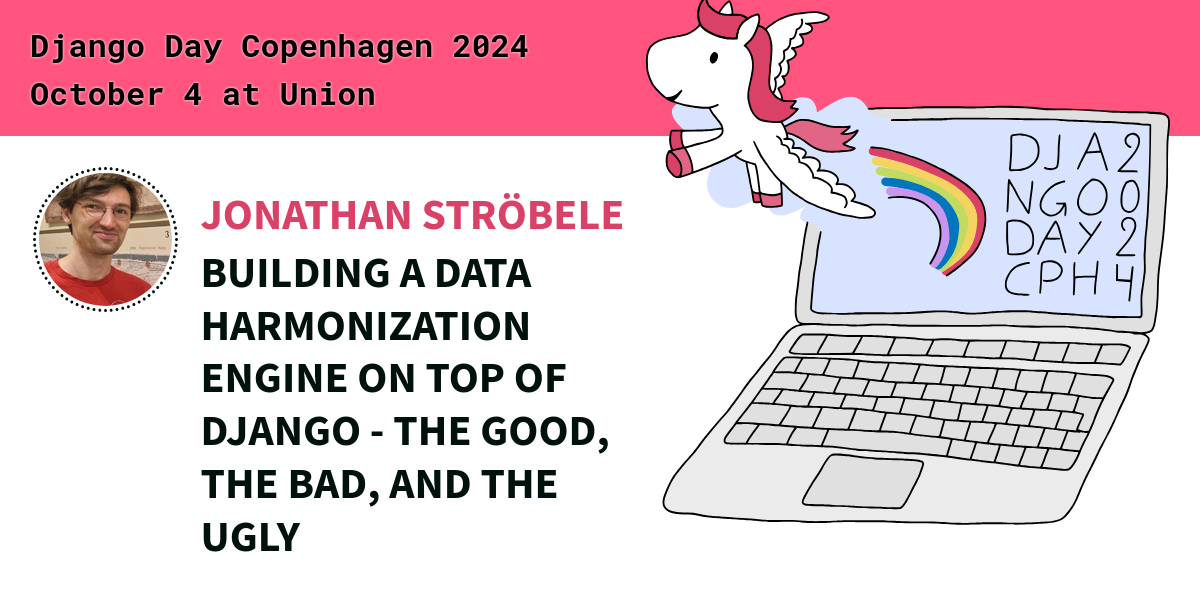 Django Day Copenhagen 2024
October 4 at Union
JONATHAN STRÖBELE
BUILDING A DATA
HARMONIZATION
ENGINE ON TOP OF
DJANGO - THE GOOD,
THE BAD, AND THE
UGLY
DJA2
NGO0
DAY2
CPH4